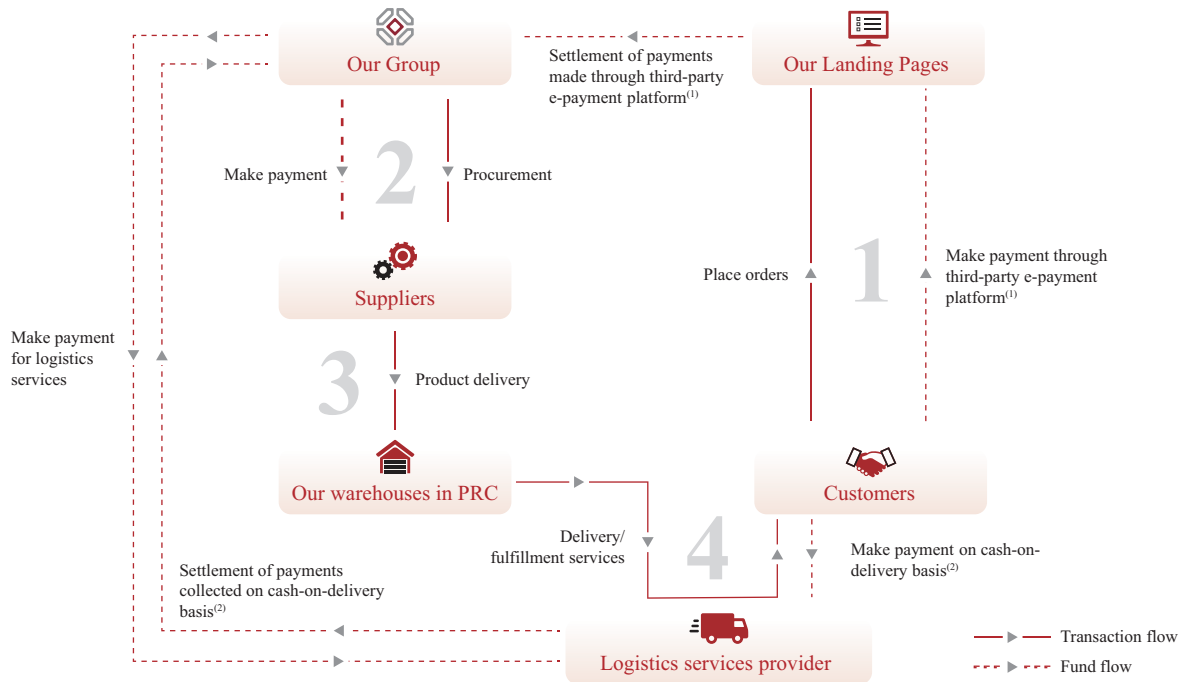 Our Group
Our Landing Pages
Settlement of payments
made through third-party
e-payment platform(1)
Make payment
2
Procurement
Suppliers
Place orders
1
Make payment through
third-party e-payment
platform(1)
Make payment
for logistics
services
3
Product delivery
Our warehouses in PRC
Customers
Delivery/
fulfillment services
4
Make payment on cash-on-
delivery basis(2)
Settlement of payments
collected on cash-on-delivery
basis(2)
Logistics services provider
Transaction flow
Fund flow